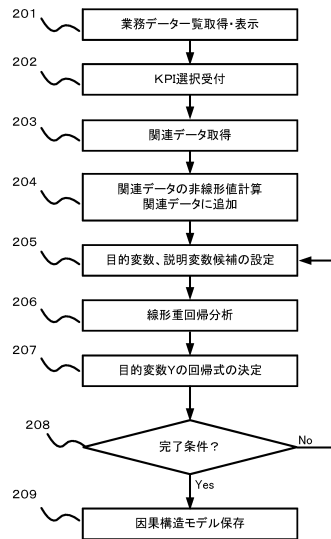 201
業務データ一覧取得・表示
202
KPI選択受付
203
関連データ取得
204
関連データの非線形値計算
関連データに追加
205
目的変数、説明変数候補の設定
206
線形重回帰分析
207
目的変数Yの回帰式の決定
208
完了条件?
No
Yes
209
因果構造モデル保存